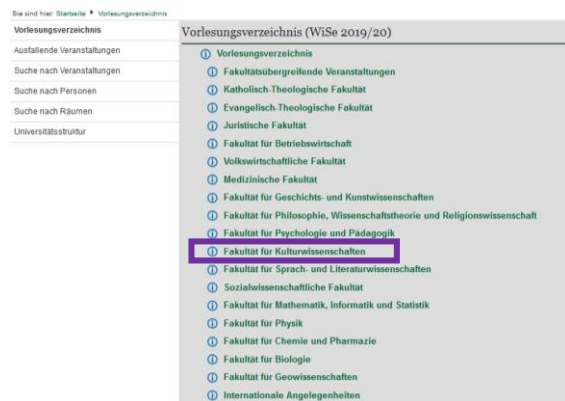 Sie sind hier: Startseite Vorlesungsverzeichnis
Vorlesungsverzeichnis
Ausfallende Veranstaltungen
Suche nach Veranstaltungen
Suche nach Personen
Suche nach Räumen
Universitätsstruktur
Vorlesungsverzeichnis (WiSe 2019/20)
Vorlesungsverzeichnis
Fakultätsübergreifende Veranstaltungen
Katholisch-Theologische Fakultät
Evangelisch-Theologische Fakultät
Juristische Fakultät
Fakultät für Betriebswirtschaft
Volkswirtschaftliche Fakultät
Medizinische Fakultät
Fakultät für Geschichts- und Kunstwissenschaften
Fakultät für Philosophie, Wissenschaftstheorie und Religionswissenschaft
Fakultät für Psychologie und Pädagogik
Fakultät für Kulturwissenschaften
Fakultät für Sprach- und Literaturwissenschaften
Sozialwissenschaftliche Fakultät
Fakultät für Mathematik, Informatik und Statistik
Fakultät für Physik
Fakultät für Chemie und Pharmazie
Fakultät für Biologie
Fakultät für Geowissenschaften
Internationale Angelegenheiten